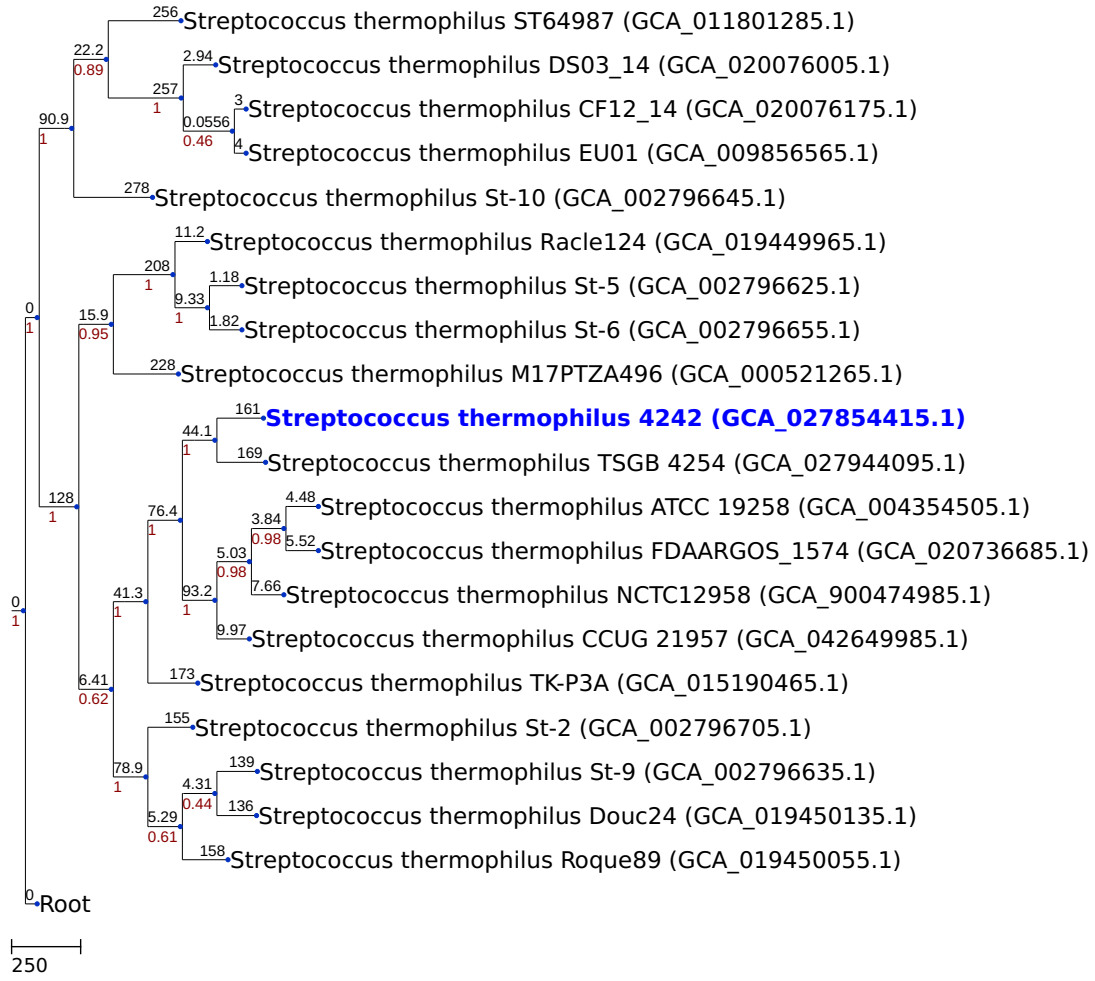 256
Streptococcus thermophilus ST64987 (GCA_011801285.1)
22.2
0.89
2.94
Streptococcus thermophilus DS03_14 (GCA_020076005.1)
257
1
3
Streptococcus thermophilus CF12_14 (GCA_020076175.1)
0.0556
0.46
4
Streptococcus thermophilus EU01 (GCA_009856565.1)
90.9
1
278
Streptococcus thermophilus St-10 (GCA_002796645.1)
11.2
Streptococcus thermophilus Racle124 (GCA_019449965.1)
208
1
1.18
Streptococcus thermophilus St-5 (GCA_002796625.1)
9.33
1
1.82
Streptococcus thermophilus St-6 (GCA_002796655.1)
0
1
15.9
0.95
228
Streptococcus thermophilus M17PTZA496 (GCA_000521265.1)
161
Streptococcus thermophilus 4242 (GCA_027854415.1)
44.1
1
169
Streptococcus thermophilus TSGB 4254 (GCA_027944095.1)
128
1
76.4
1
4.48
Streptococcus thermophilus ATCC 19258 (GCA_004354505.1)
3.84
0.98
5.52
Streptococcus thermophilus FDAARGOS_1574 (GCA_020736685.1)
5.03
0.98
7.66
Streptococcus thermophilus NCTC12958 (GCA_900474985.1)
93.2
1
9.97
Streptococcus thermophilus CCUG 21957 (GCA_042649985.1)
41.3
1
0
1
173
Streptococcus thermophilus TK-P3A (GCA_015190465.1)
6.41
0.62
155
Streptococcus thermophilus St-2 (GCA_002796705.1)
78.9
1
139
Streptococcus thermophilus St-9 (GCA_002796635.1)
4.31
0.44
136
Streptococcus thermophilus Douc24 (GCA_019450135.1)
5.29
0.61
158
Streptococcus thermophilus Roque89 (GCA_019450055.1)
0
Root
250